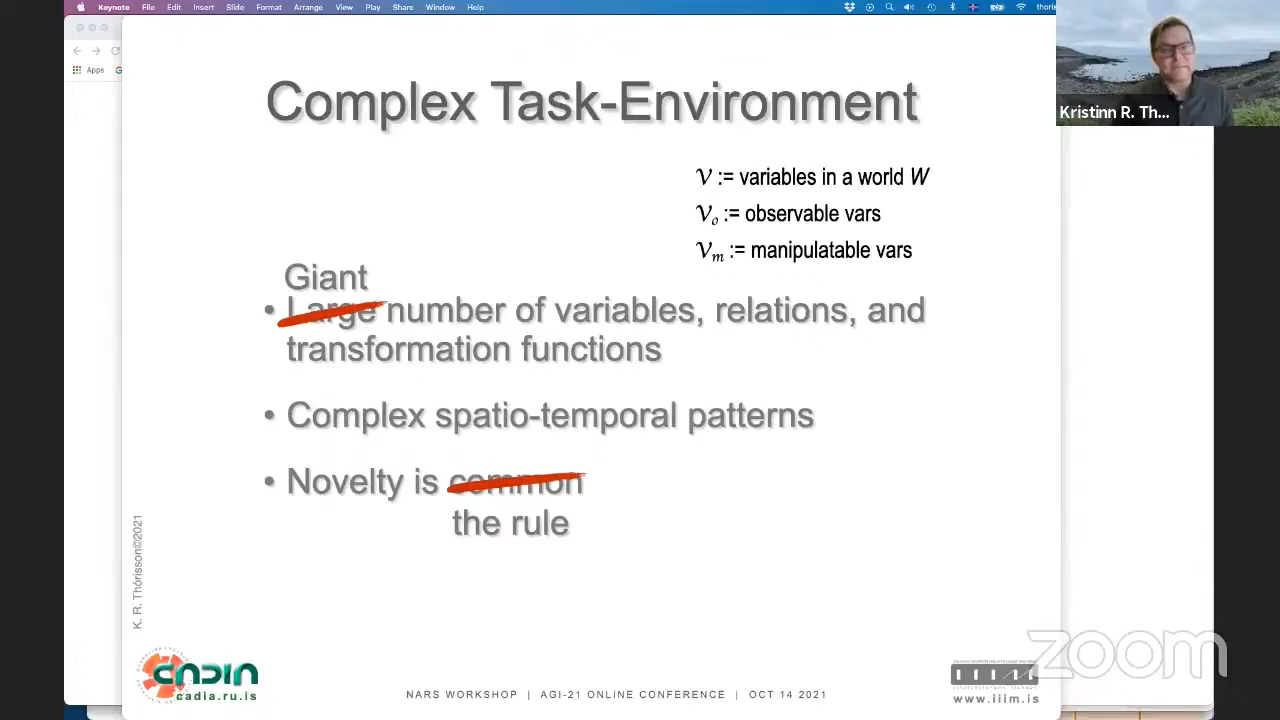 Keynote File Edit Insert Slide Format Arrange View Play Share Window Help
Apps
Kristinn R. Th...
Complex Task-Environment
𝒱 := variables in a world W
𝒱o := observable vars
𝒱m := manipulatable vars
Giant
• Large number of variables, relations, and
transformation functions
• Complex spatio-temporal patterns
• Novelty is common
the rule
K. R. Thórisson©2021
CADIA
cadia.ru.is
NARS WORKSHOP | AGI-21 ONLINE CONFERENCE | OCT 14 2021
IIIM
www.iiim.is
zoom